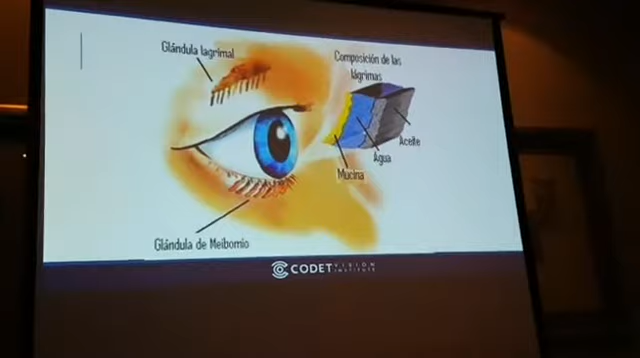 Glándula lagrimal
Composición de las
lágrimas
Aceite
Agua
Mucina
Glándula de Meibomio
CODET VISION
INSTITUTE